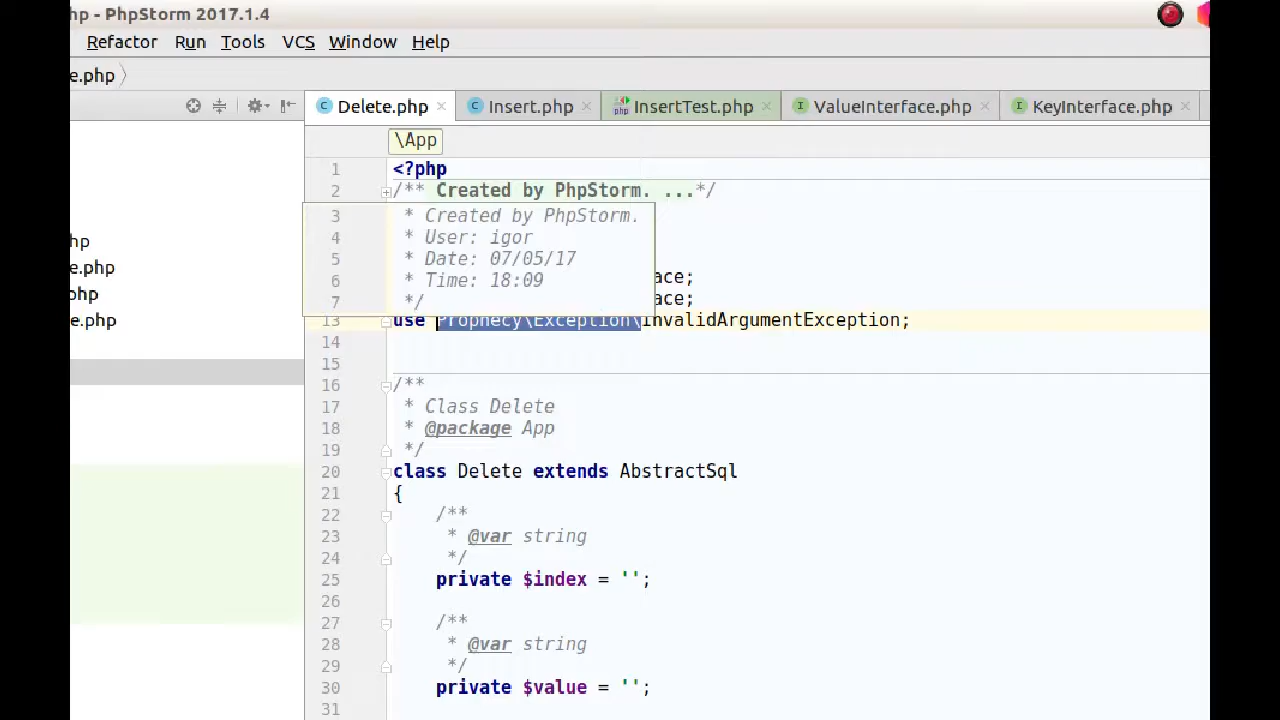 hp - PhpStorm 2017.1.4
Refactor Run Tools VCS Window Help
e.php
Delete.php Insert.php InsertTest.php ValueInterface.php KeyInterface.php
\App
1 <?php
2 /** Created by PhpStorm. ...*/
3 * Created by PhpStorm.
4 * User: igor
5 * Date: 07/05/17
6 * Time: 18:09
7 */
hp
e.php
php
e.php
ace;
ace;
13 use Prophecy\Exception\InvalidArgumentException;
14
15
16 /**
17 * Class Delete
18 * @package App
19 */
20 class Delete extends AbstractSql
21 {
22 /**
23 * @var string
24 */
25 private $index = '';
26
27 /**
28 * @var string
29 */
30 private $value = '';
31